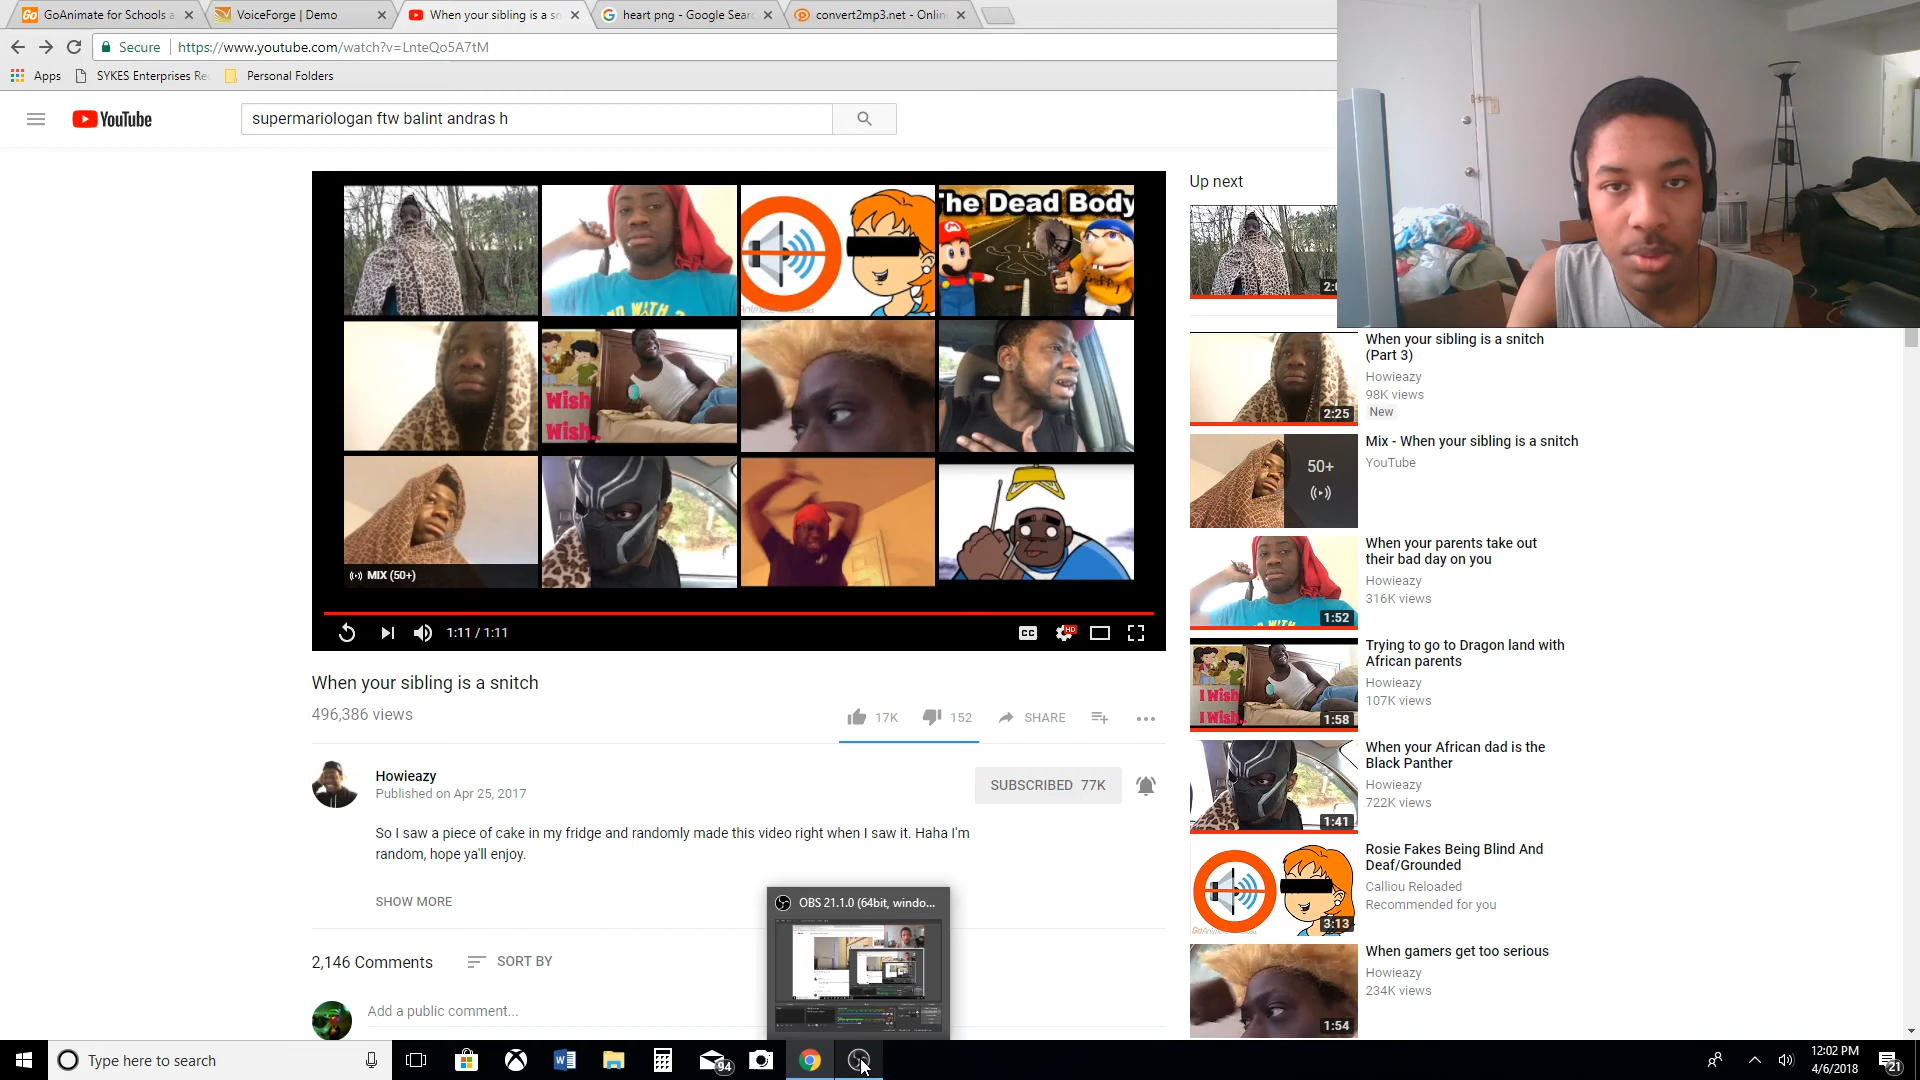 GoAnimate for Schools a
VoiceForge | Demo
When your sibling is a sn
heart png - Google Searc
convert2mp3.net - Onlin
Secure
https://www.youtube.com/watch?v=LnteQo5A7tM
Apps
SYKES Enterprises Re
Personal Folders
YouTube
supermariologan ftw balint andras h
The Dead Body
Wish
Wish..
MIX (50+)
1:11 / 1:11
CC
HD
When your sibling is a snitch
496,386 views
17K
152
SHARE
Howieazy
Published on Apr 25, 2017
SUBSCRIBED 77K
So I saw a piece of cake in my fridge and randomly made this video right when I saw it. Haha I'm
random, hope ya'll enjoy.
SHOW MORE
2,146 Comments
SORT BY
Add a public comment...
Up next
When your sibling is a snitch
(Part 3)
Howieazy
98K views
New
2:25
Mix - When your sibling is a snitch
YouTube
50+
When your parents take out
their bad day on you
Howieazy
316K views
1:52
Trying to go to Dragon land with
African parents
Howieazy
107K views
I Wish
I Wish..
1:58
When your African dad is the
Black Panther
Howieazy
722K views
1:41
Rosie Fakes Being Blind And
Deaf/Grounded
Calliou Reloaded
Recommended for you
3:13
When gamers get too serious
Howieazy
234K views
1:54
OBS 21.1.0 (64bit, windo...
Type here to search
94
12:02 PM
4/6/2018
21